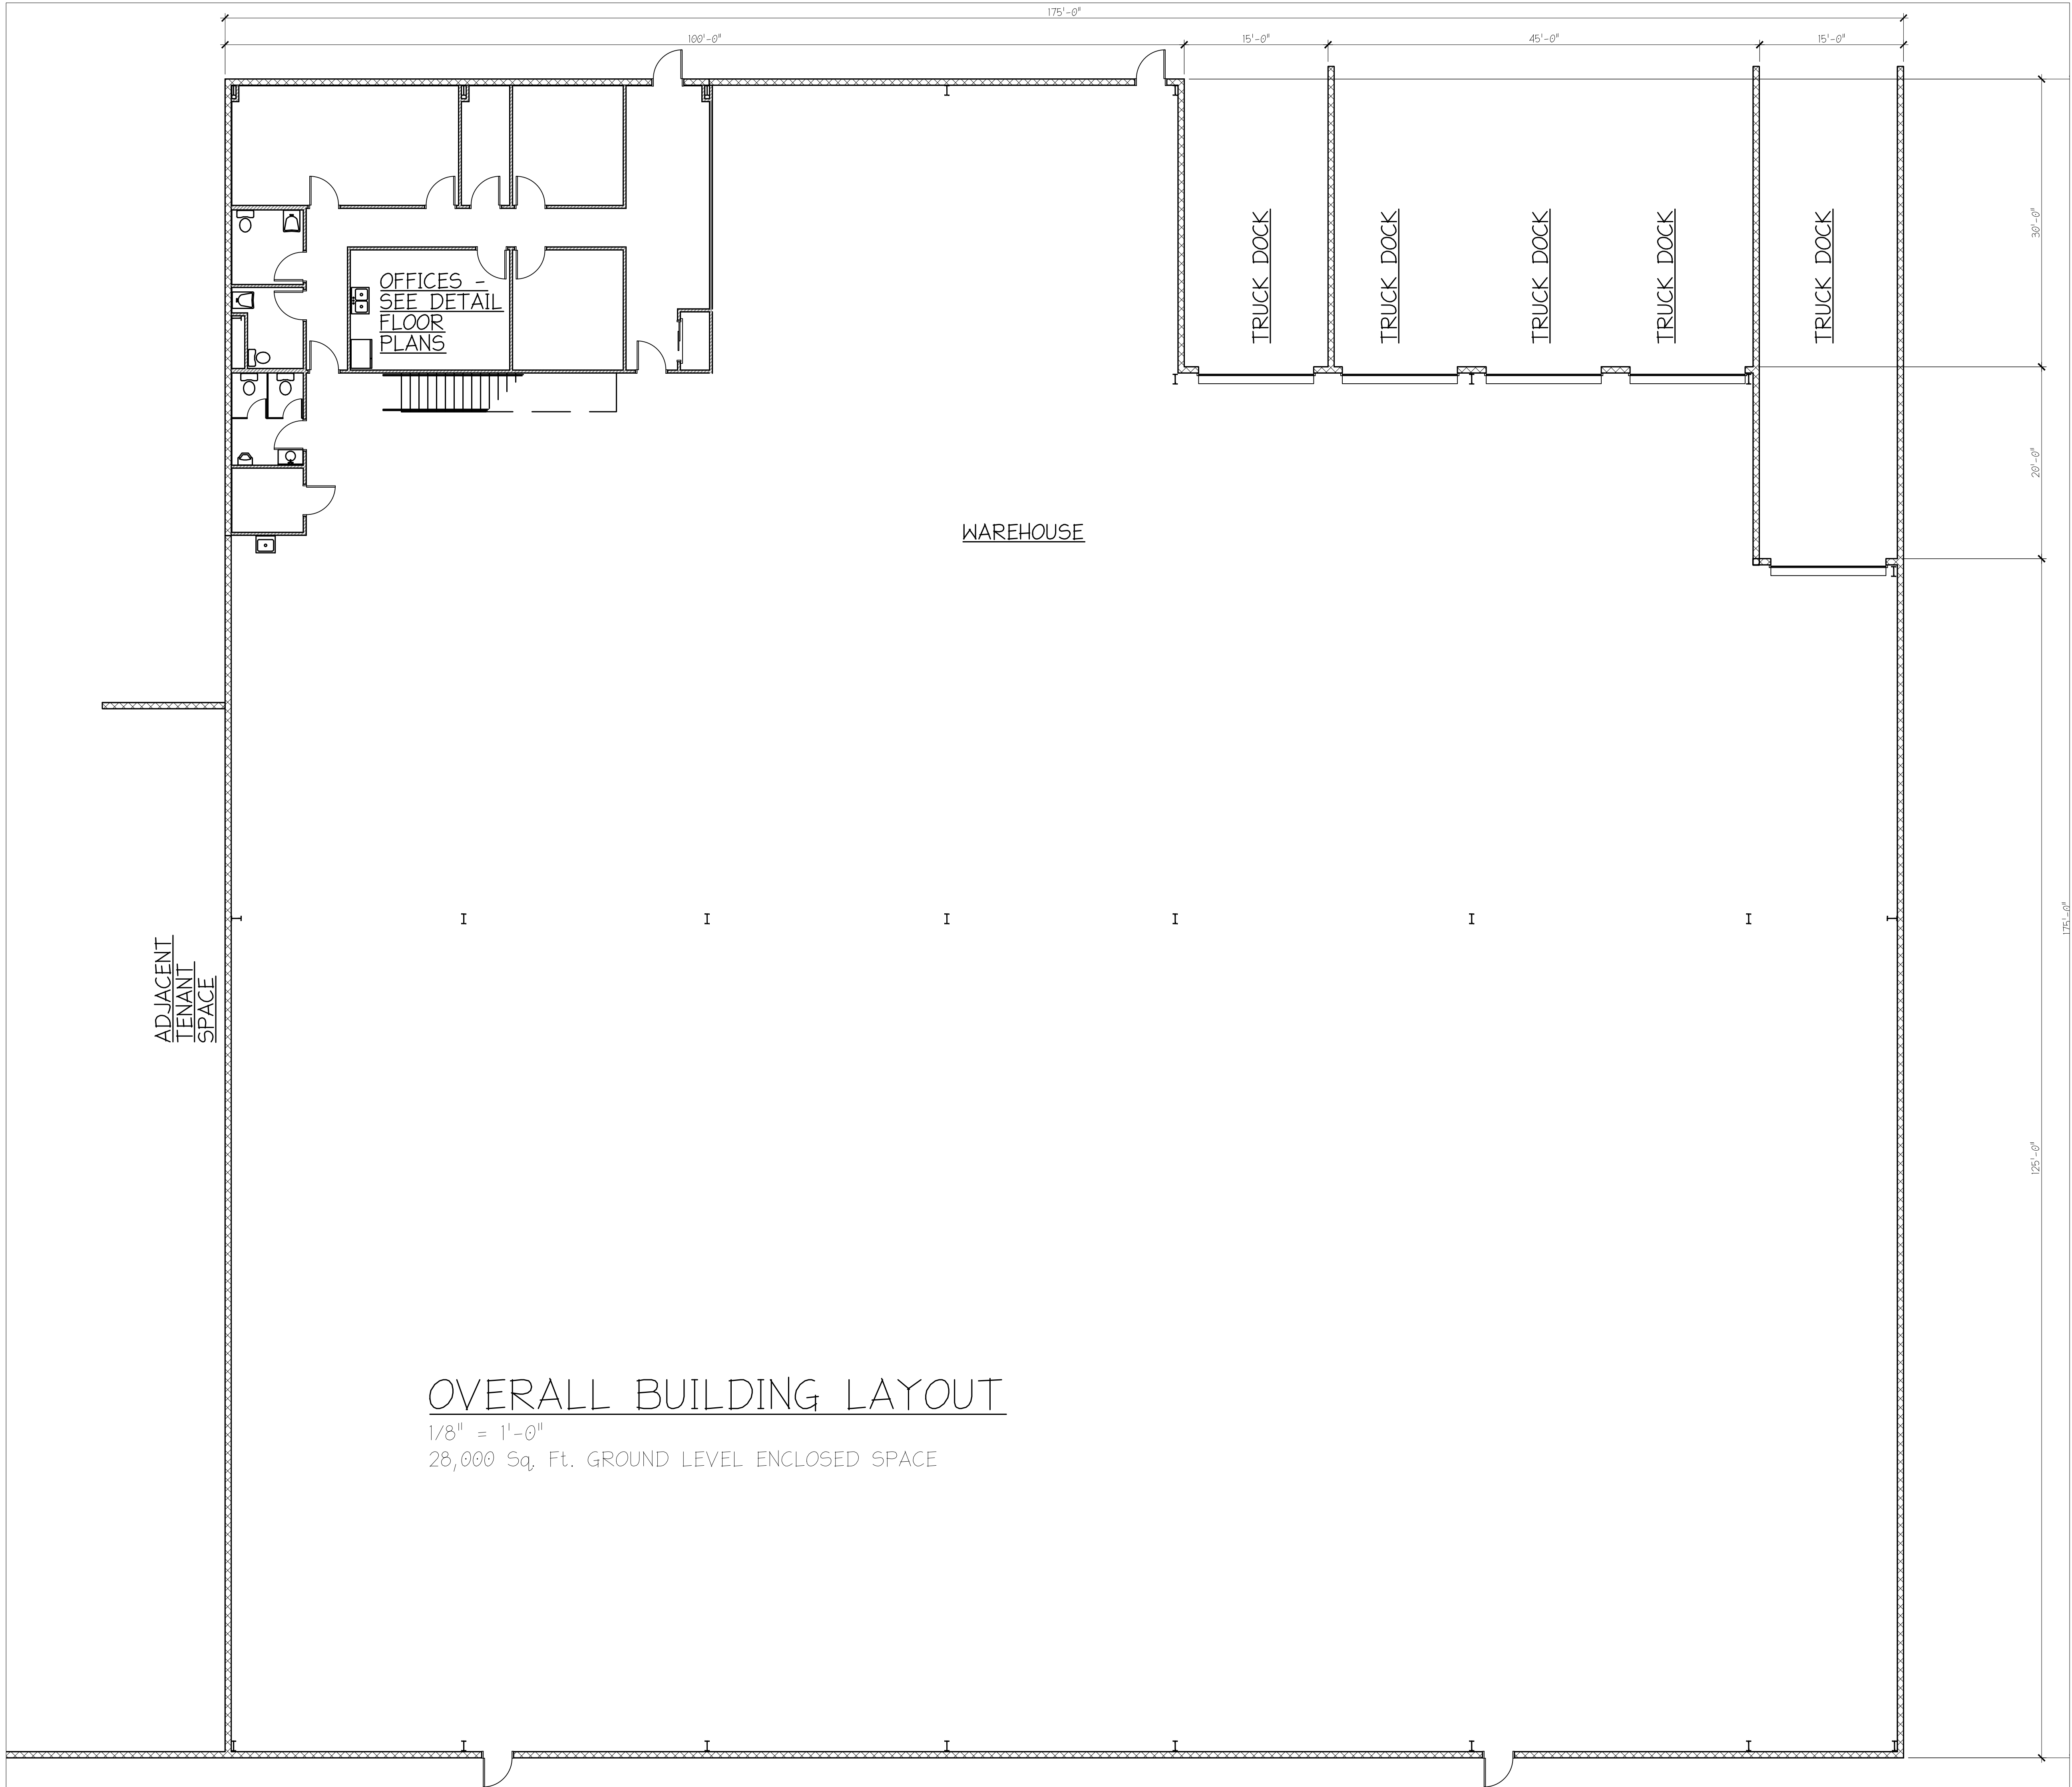 175'-0"
100'-0"
15'-0"
45'-0"
15'-0"
30'-0"
TRUCK DOCK
TRUCK DOCK
TRUCK DOCK
TRUCK DOCK
TRUCK DOCK
OFFICES -
SEE DETAIL
FLOOR
PLANS
20'-0"
WAREHOUSE
175'-0"
ADJACENT
TENANT
SPACE
125'-0"
OVERALL BUILDING LAYOUT
1/8" = 1'-0"
28,000 Sq. Ft. GROUND LEVEL ENCLOSED SPACE